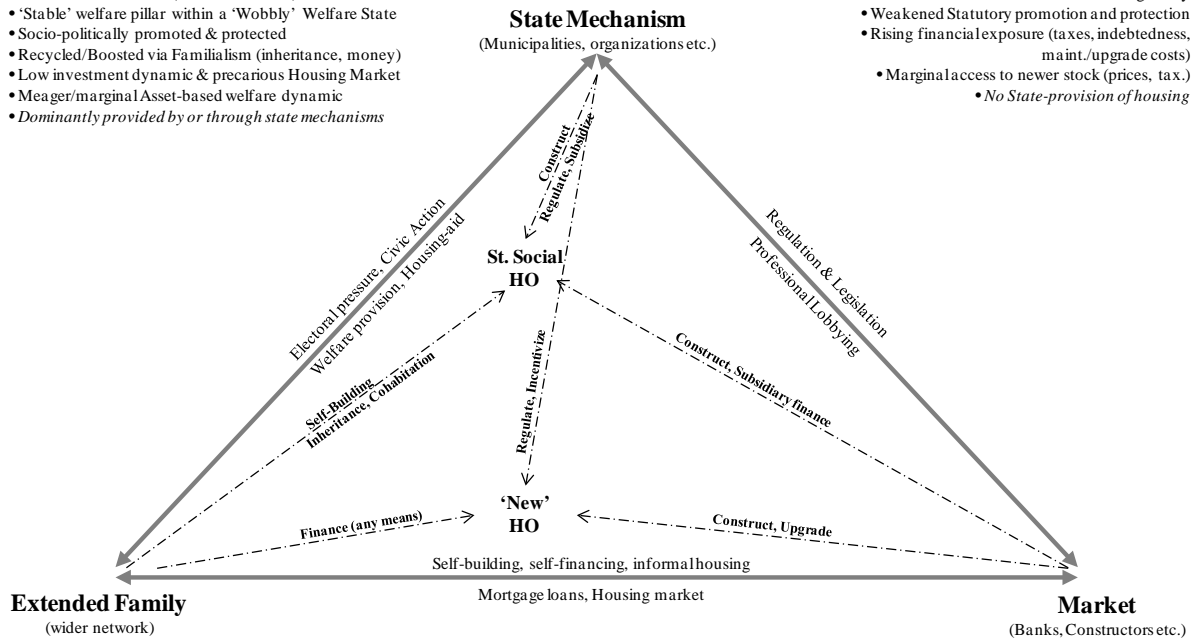 • 'Stable' welfare pillar within a 'Wobbly' Welfare State
• Socio-politically promoted & protected
• Recycled/Boosted via Familialism (inheritance, money)
• Low investment dynamic & precarious Housing Market
• Meager/marginal Asset-based welfare dynamic
• Dominantly provided by or through state mechanisms
State Mechanism
(Municipalities, organizations etc.)
• Weakened Statutory promotion and protection
• Rising financial exposure (taxes, indebtedness,
maint./upgrade costs)
• Marginal access to newer stock (prices, tax.)
• No State-provision of housing
Construct
Regulate, Subsidize
Electoral pressure, Civic Action
Welfare provision, Housing-aid
Regulation & Legislation
Professional Lobbying
St. Social
HO
Self-Building
Inheritance, Cohabitation
Regulate, Incentivize
Construct, Subsidiary finance
'New'
HO
Finance (any means)
Construct, Upgrade
Self-building, self-financing, informal housing
Mortgage loans, Housing market
Extended Family
(wider network)
Market
(Banks, Constructors etc.)